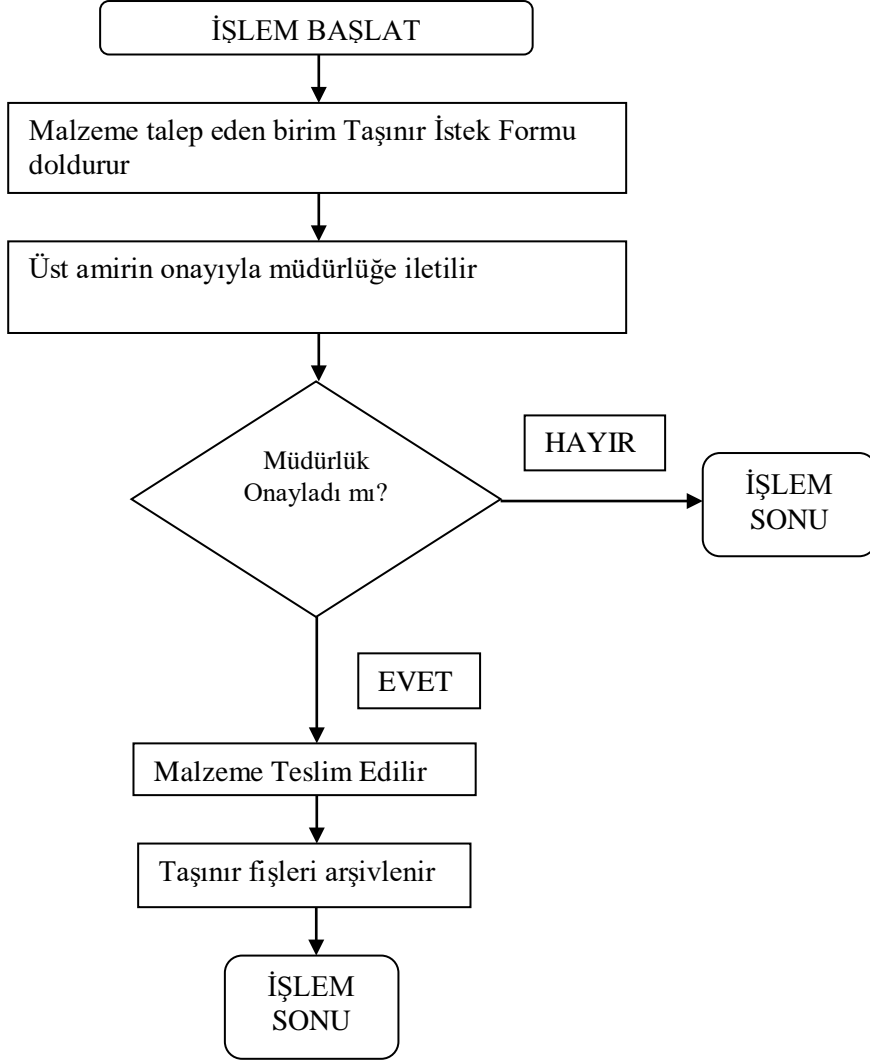 İŞLEM BAŞLAT
Malzeme talep eden birim Taşınır İstek Formu
doldurur
Üst amirin onayıyla müdürlüğe iletilir
Müdürlük
Onayladı mı?
HAYIR
İŞLEM
SONU
EVET
Malzeme Teslim Edilir
Taşınır fişleri arşivlenir
İŞLEM
SONU